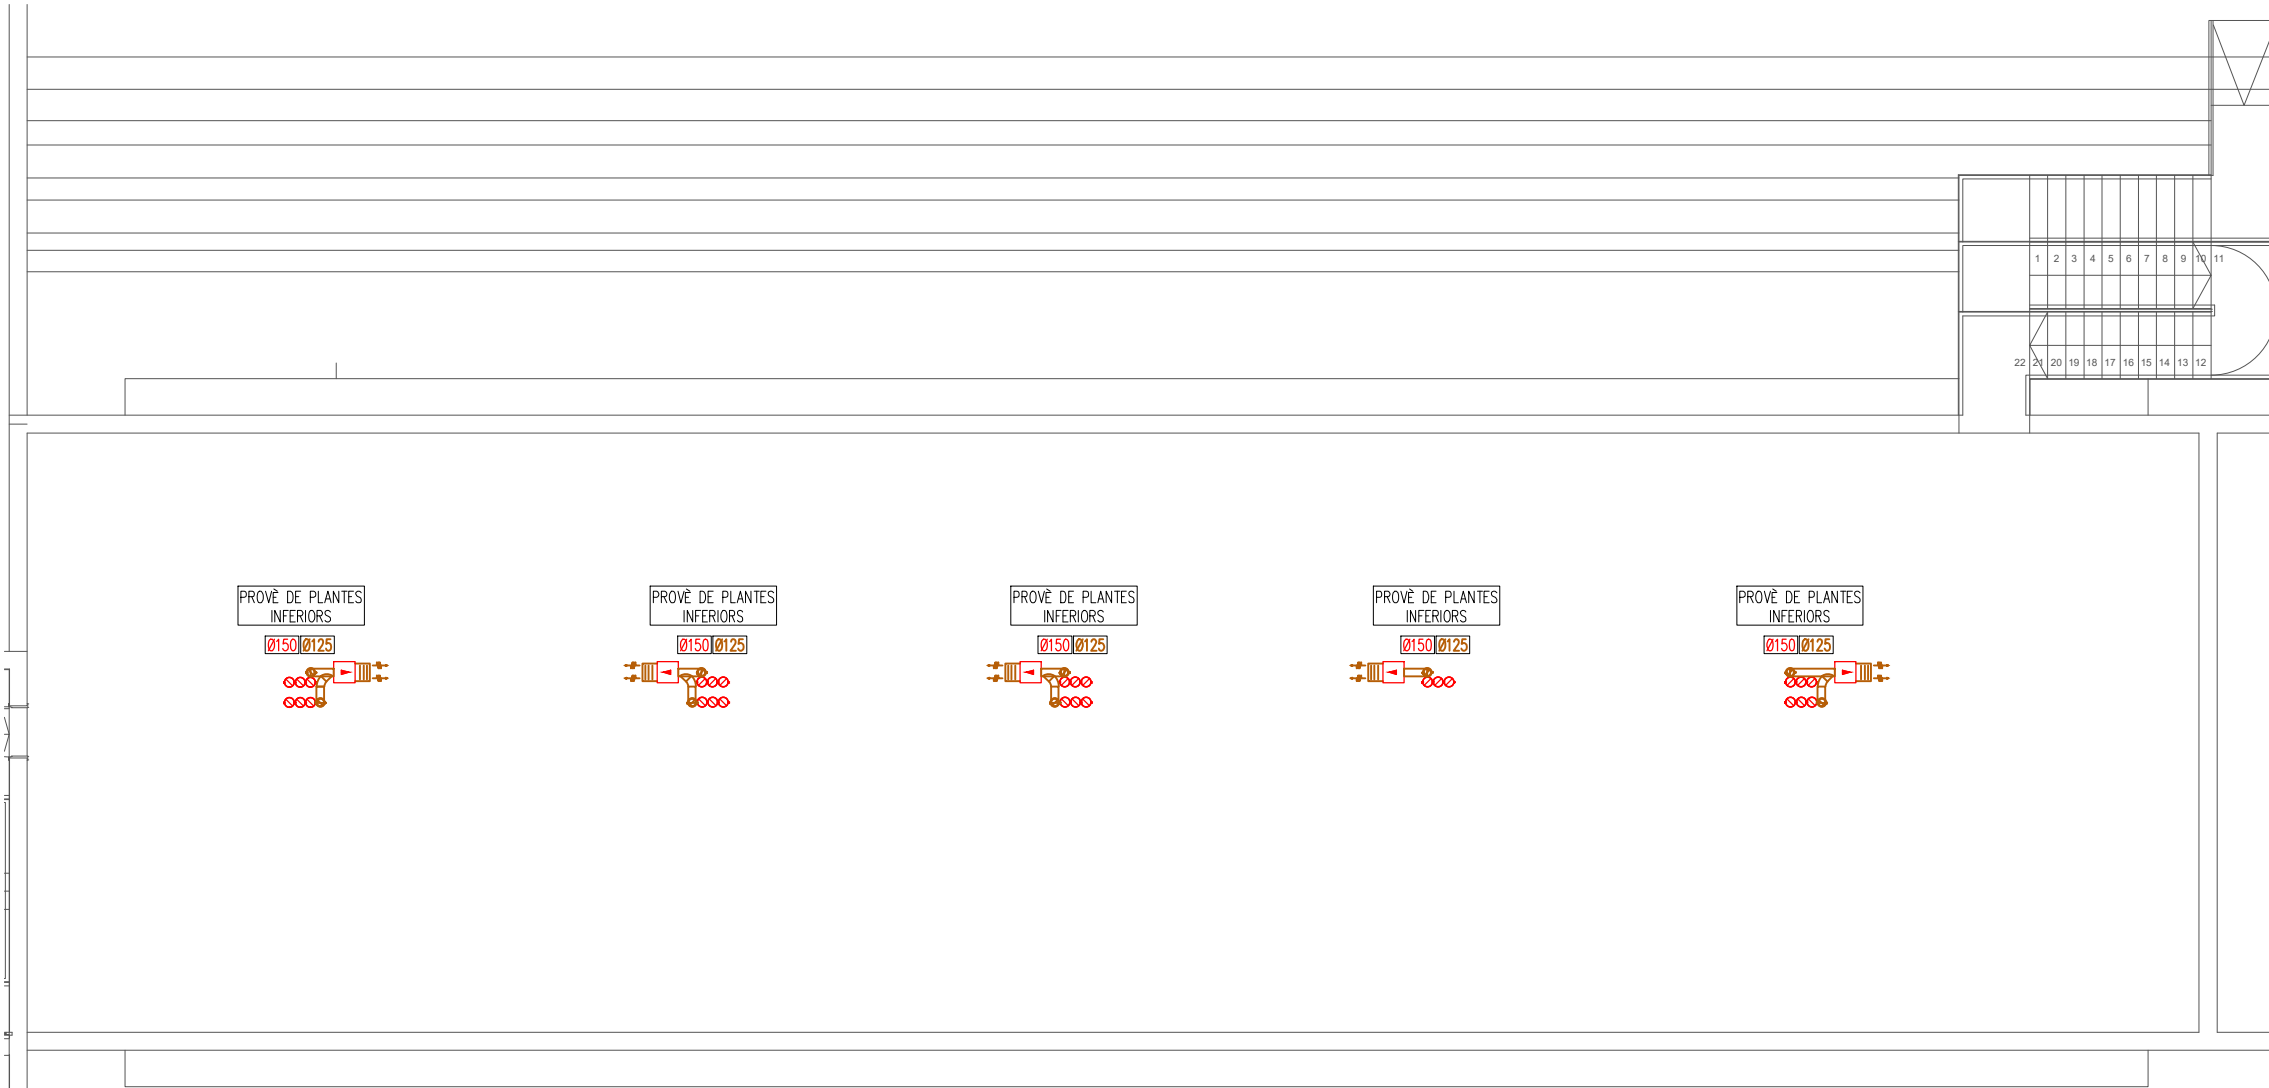 1 2 3 4 5 6 7 8 9 10 11
22 21 20 19 18 17 16 15 14 13 12
PROVÈ DE PLANTES
INFERIORS
Ø150 Ø125
PROVÈ DE PLANTES
INFERIORS
Ø150 Ø125
PROVÈ DE PLANTES
INFERIORS
Ø150 Ø125
PROVÈ DE PLANTES
INFERIORS
Ø150 Ø125
PROVÈ DE PLANTES
INFERIORS
Ø150 Ø125